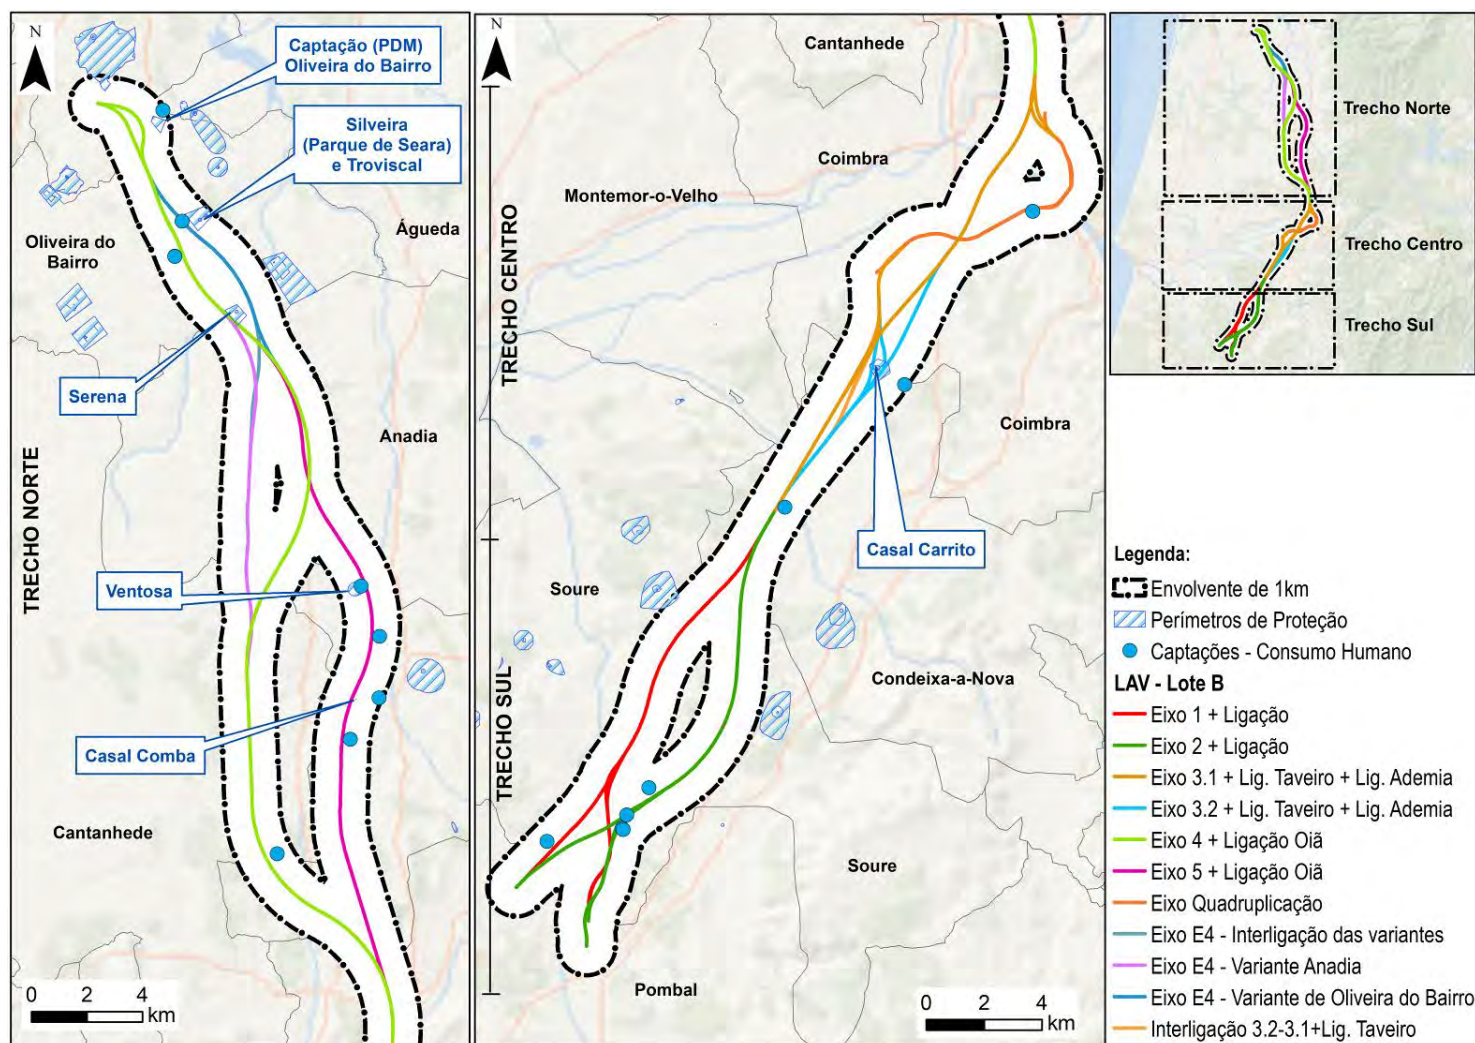 N
Captação (PDM)
Oliveira do Bairro
Silveira
(Parque de Seara)
e Troviscal
Oliveira do
Bairro
Águeda
Serena
Anadia
TRECHO NORTE
Ventosa
Casal Comba
Cantanhede
0 2 4
km
N
Cantanhede
Coimbra
Montemor-o-Velho
TRECHO CENTRO
Coimbra
Casal Carrito
Soure
Condeixa-a-Nova
TRECHO SUL
Soure
Pombal
0 2 4
km
Trecho Norte
Trecho Centro
Trecho Sul
Legenda:
Envolvente de 1km
Perímetros de Proteção
Captações - Consumo Humano
LAV - Lote B
Eixo 1 + Ligação
Eixo 2 + Ligação
Eixo 3.1 + Lig. Taveiro + Lig. Ademia
Eixo 3.2 + Lig. Taveiro + Lig. Ademia
Eixo 4 + Ligação Oiã
Eixo 5 + Ligação Oiã
Eixo Quadruplicação
Eixo E4 - Interligação das variantes
Eixo E4 - Variante Anadia
Eixo E4 - Variante de Oliveira do Bairro
Interligação 3.2-3.1+Lig. Taveiro